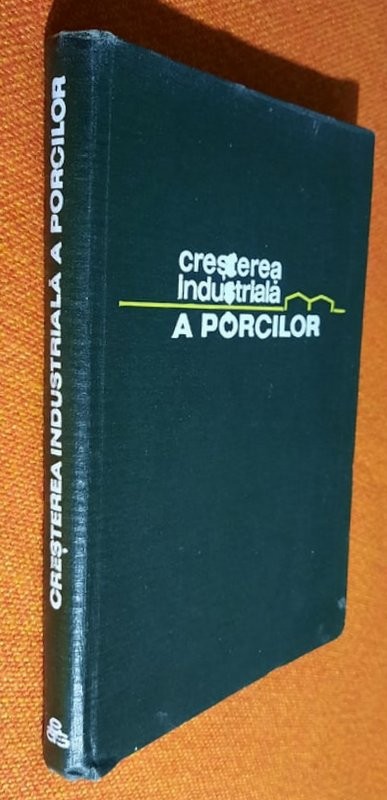 CREȘTEREA INDUSTRIALĂ A PORCILOR
creșterea
industrială
A PORCILOR